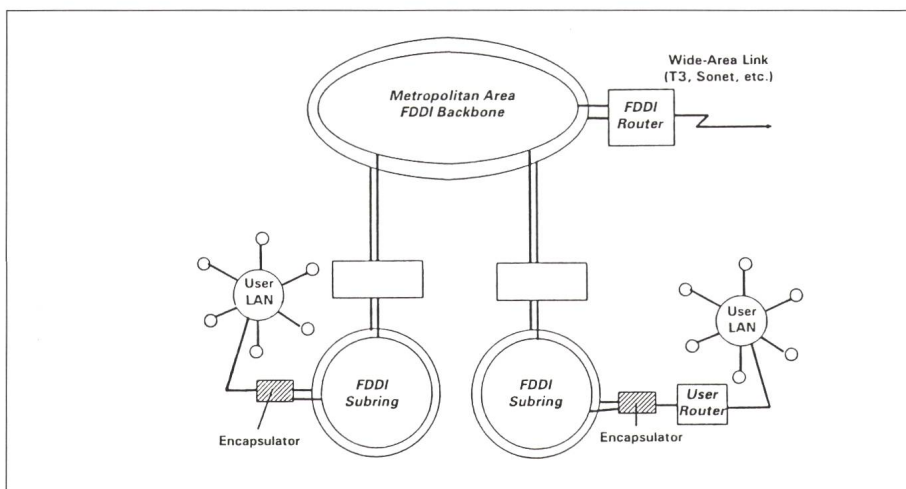 Wide-Area Link
(T3, Sonet, etc.)
Metropolitan Area
FDDI Backbone
FDDI
Router
User
LAN
User
LAN
FDDI
Subring
FDDI
Subring
User
Router
Encapsulator
Encapsulator